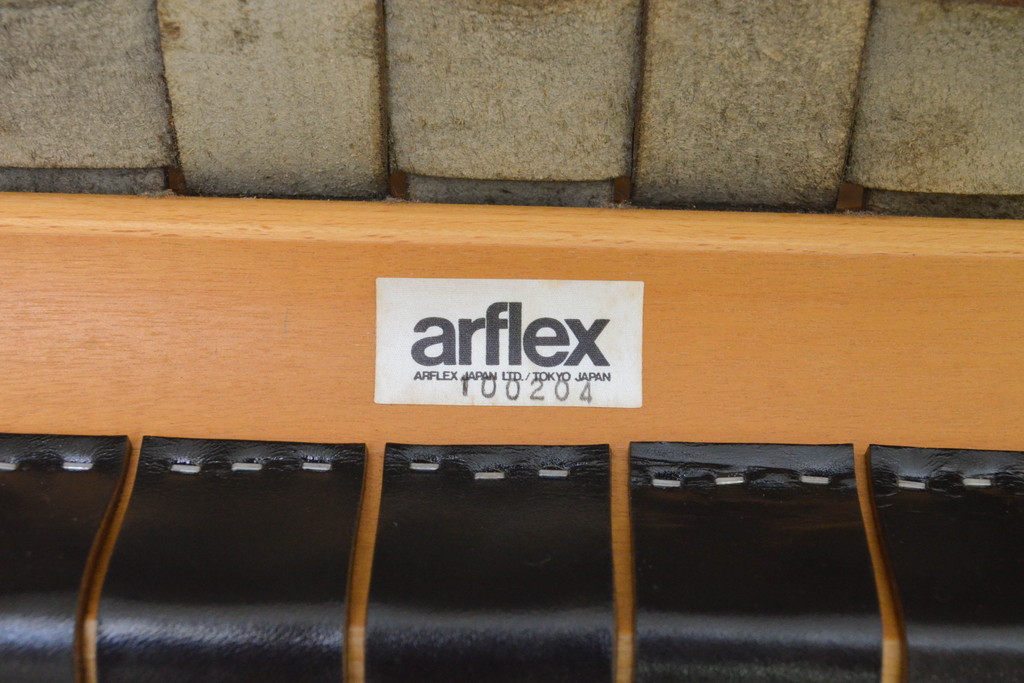 arflex
ARFLEX JAPAN LTD. / TOKYO JAPAN
100204